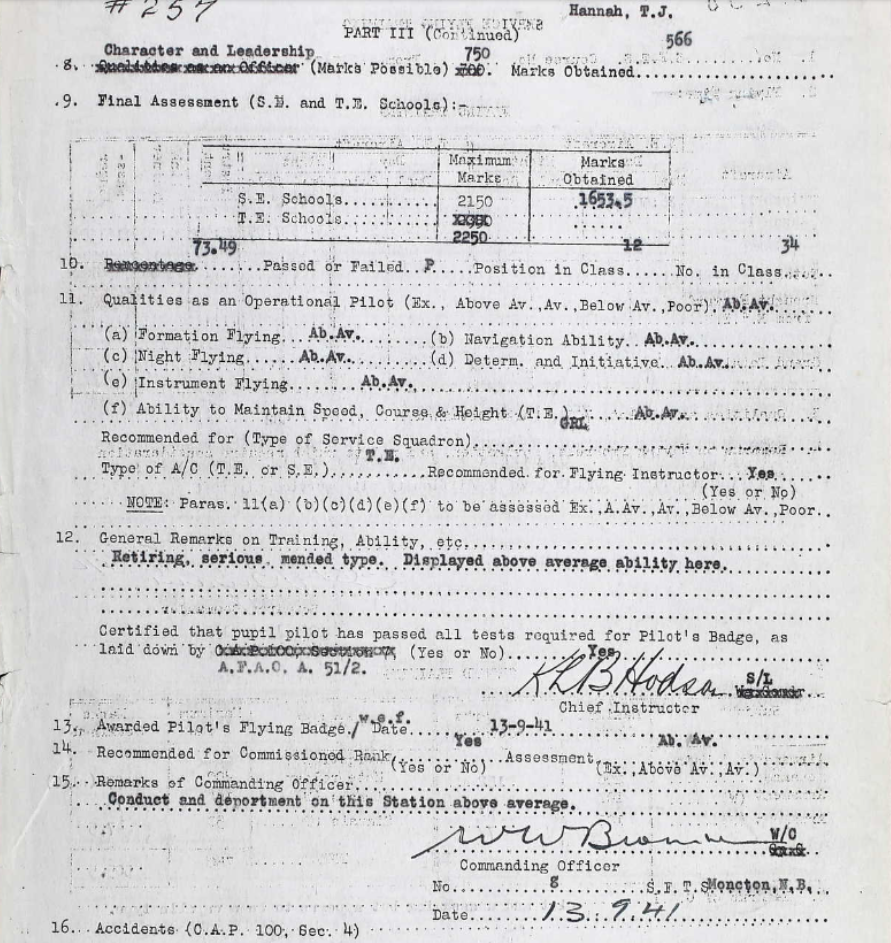 #257
Hannah, T.J.
PART III (Continued)
Character and Leadership 750 566
8. Qualities as an Officer (Marks Possible) 700. Marks Obtained
9. Final Assessment (S.E. and T.E. Schools):-
Maximum Marks
Marks Obtained
S.E. Schools 2150 1653.5
T.E. Schools
2250
73.49 12 34
10. Percentage Passed or Failed P Position in Class No. in Class
11. Qualities as an Operational Pilot (Ex., Above Av.,Av.,Below Av.,Poor). Ab.Av.
(a) Formation Flying Ab.Av. (b) Navigation Ability Ab.Av.
(c) Night Flying Ab.Av. (d) Determ. and Initiative Ab.Av.
(e) Instrument Flying Ab.Av.
(f) Ability to Maintain Speed, Course & Height (T.E.) Ab.Av.
GRL
Recommended for (Type of Service Squadron)
T.E.
Type of A/C (T.E. or S.E.) Recommended for Flying Instructor Yes
(Yes or No)
NOTE: Paras. 11(a) (b)(c)(d)(e)(f) to be assessed Ex.,A.Av.,Av.,Below Av.,Poor
12. General Remarks on Training, Ability, etc.
Retiring, serious mended type. Displayed above average ability here.
Certified that pupil pilot has passed all tests required for Pilot's Badge, as
laid down by (Yes or No) Yes
A.F.A.O. A. 51/2.
K L B Hodson S/L
Chief Instructor
w.e.f.
13. Awarded Pilot's Flying Badge/ Date 13-9-41
Yes Ab. Av.
14. Recommended for Commissioned Rank (Yes or No) Assessment (Ex.,Above Av.,Av.)
15. Remarks of Commanding Officer
Conduct and deportment on this Station above average.
W/C
Commanding Officer
No. 8 S.F.T.S Moncton, N.B.
Date 13.9.41
16. Accidents (C.A.P. 100, Sec. 4)